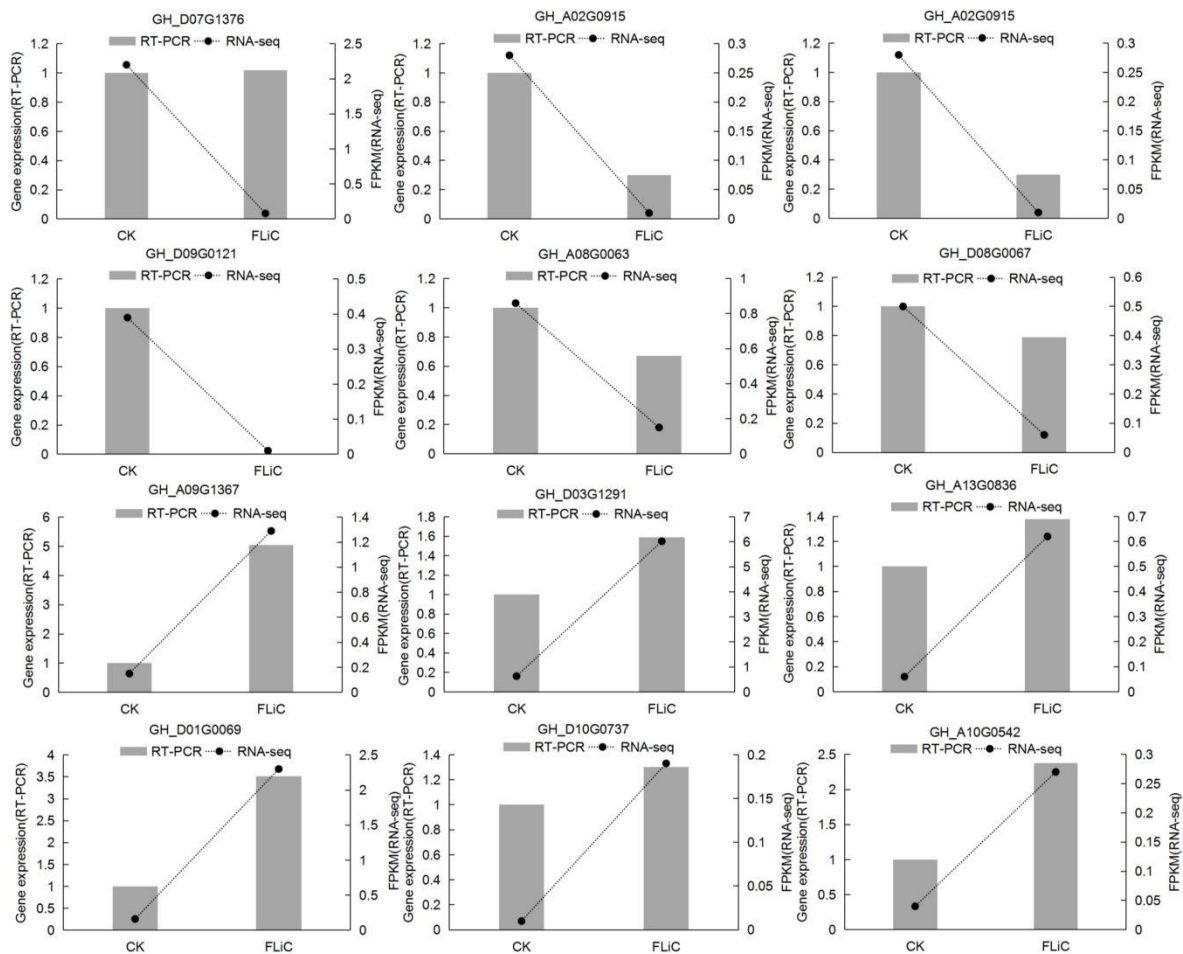 GH_D07G1376
RT-PCR RNA-seq
Gene expression(RT-PCR)
1.2
1
0.8
0.6
0.4
0.2
0
2.5
2
1.5
1
0.5
0
FPKM(RNA-seq)
CK FLiC
GH_A02G0915
RT-PCR RNA-seq
Gene expression(RT-PCR)
1.2
1
0.8
0.6
0.4
0.2
0
0.3
0.25
0.2
0.15
0.1
0.05
0
FPKM(RNA-seq)
CK FLiC
GH_A02G0915
RT-PCR RNA-seq
Gene expression(RT-PCR)
1.2
1
0.8
0.6
0.4
0.2
0
0.3
0.25
0.2
0.15
0.1
0.05
0
FPKM(RNA-seq)
CK FLiC
GH_D09G0121
RT-PCR RNA-seq
Gene expression(RT-PCR)
1.2
1
0.8
0.6
0.4
0.2
0
0.5
0.4
0.3
0.2
0.1
0
FPKM(RNA-seq)
CK FLiC
GH_A08G0063
RT-PCR RNA-seq
Gene expression(RT-PCR)
1.2
1
0.8
0.6
0.4
0.2
0
1
0.8
0.6
0.4
0.2
0
FPKM(RNA-seq)
CK FLiC
GH_D08G0067
RT-PCR RNA-seq
Gene expression(RT-PCR)
1.2
1
0.8
0.6
0.4
0.2
0
0.6
0.5
0.4
0.3
0.2
0.1
0
FPKM(RNA-seq)
CK FLiC
GH_A09G1367
RT-PCR RNA-seq
Gene expression(RT-PCR)
6
5
4
3
2
1
0
1.4
1.2
1
0.8
0.6
0.4
0.2
0
FPKM(RNA-seq)
CK FLiC
GH_D03G1291
RT-PCR RNA-seq
Gene expression(RT-PCR)
1.8
1.6
1.4
1.2
1
0.8
0.6
0.4
0.2
0
7
6
5
4
3
2
1
0
FPKM(RNA-seq)
CK FLiC
GH_A13G0836
RT-PCR RNA-seq
Gene expression(RT-PCR)
1.4
1.2
1
0.8
0.6
0.4
0.2
0
0.7
0.6
0.5
0.4
0.3
0.2
0.1
0
FPKM(RNA-seq)
CK FLiC
GH_D01G0069
RT-PCR RNA-seq
Gene expression(RT-PCR)
4
3.5
3
2.5
2
1.5
1
0.5
0
2.5
2
1.5
1
0.5
0
FPKM(RNA-seq)
CK FLiC
GH_D10G0737
RT-PCR RNA-seq
Gene expression(RT-PCR)
1.4
1.2
1
0.8
0.6
0.4
0.2
0
0.2
0.15
0.1
0.05
0
FPKM(RNA-seq)
CK FLiC
GH_A10G0542
RT-PCR RNA-seq
Gene expression(RT-PCR)
2.5
2
1.5
1
0.5
0
0.3
0.25
0.2
0.15
0.1
0.05
0
FPKM(RNA-seq)
CK FLiC